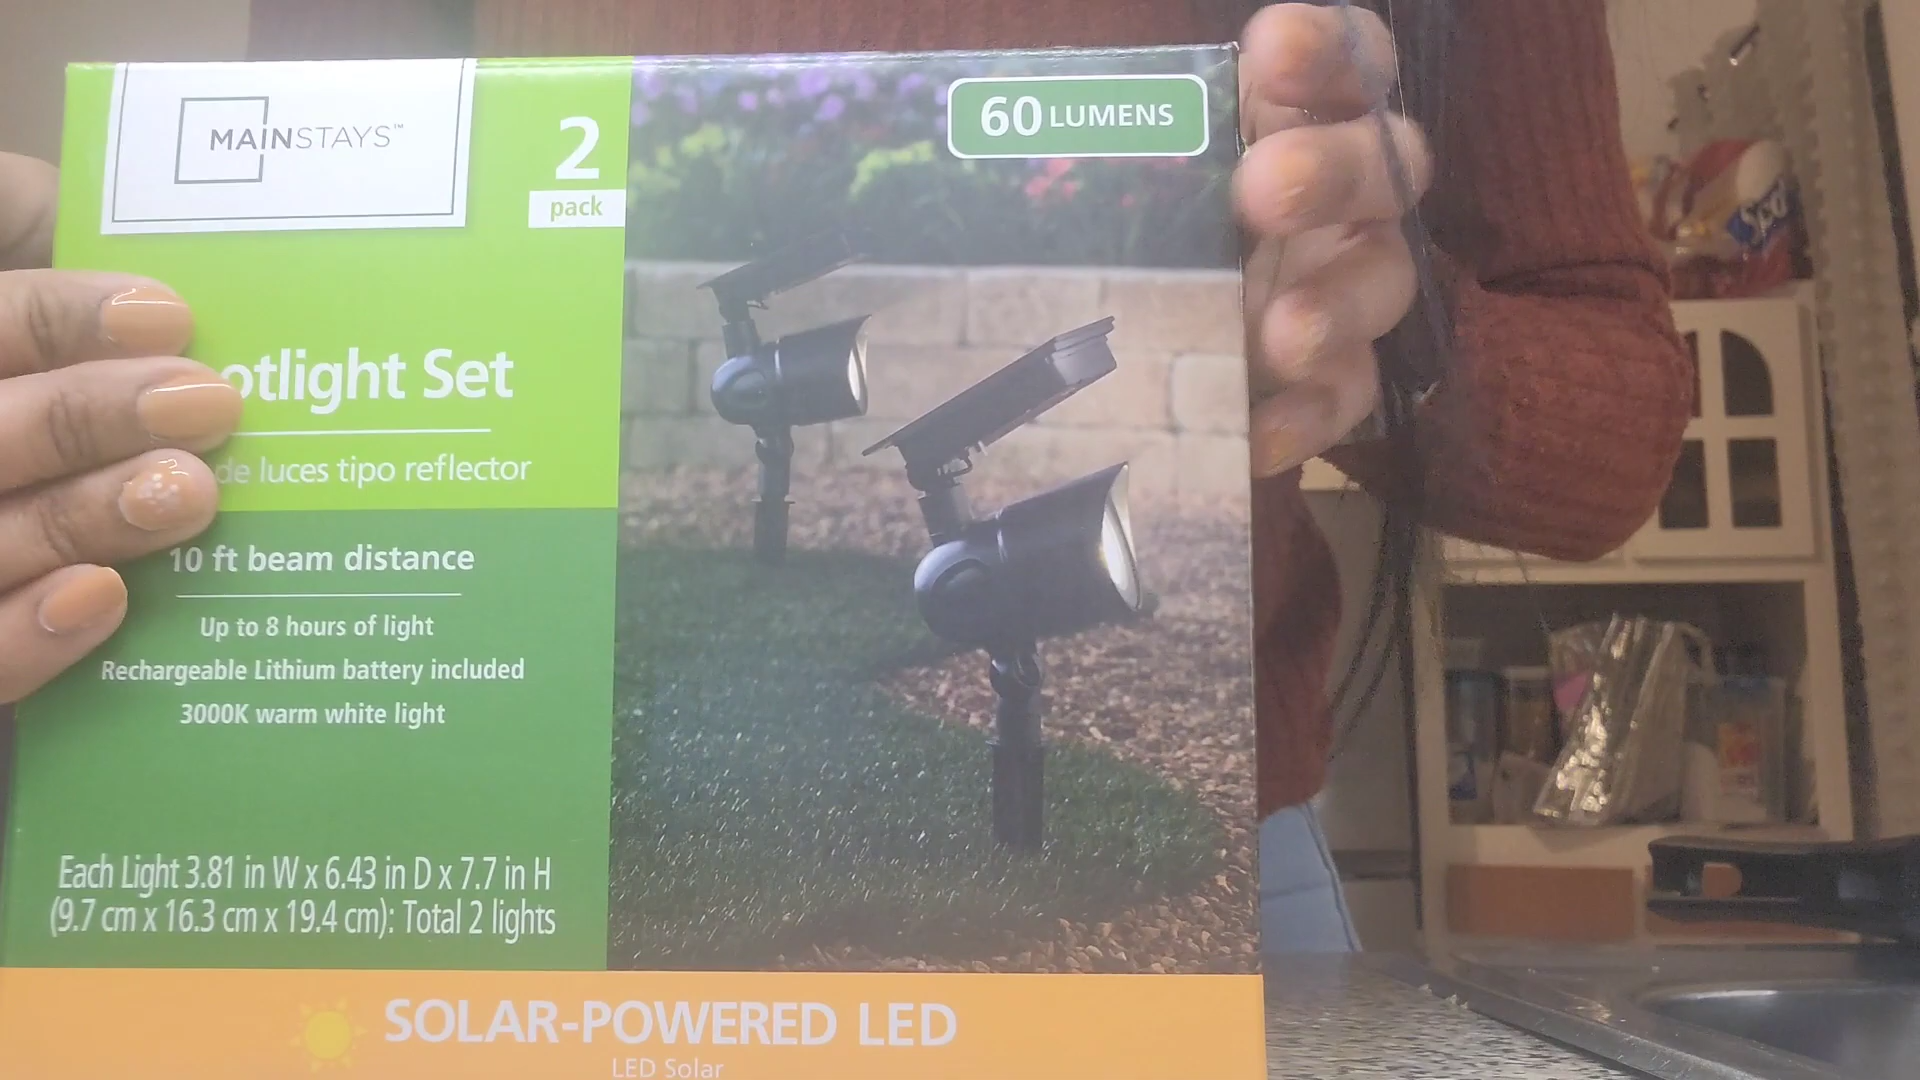 MAINSTAYS™
2
pack
60 LUMENS
otlight Set
de luces tipo reflector
10 ft beam distance
Up to 8 hours of light
Rechargeable Lithium battery included
3000K warm white light
Each Light 3.81 in W x 6.43 in D x 7.7 in H
(9.7 cm x 16.3 cm x 19.4 cm): Total 2 lights
SOLAR-POWERED LED
LED Solar